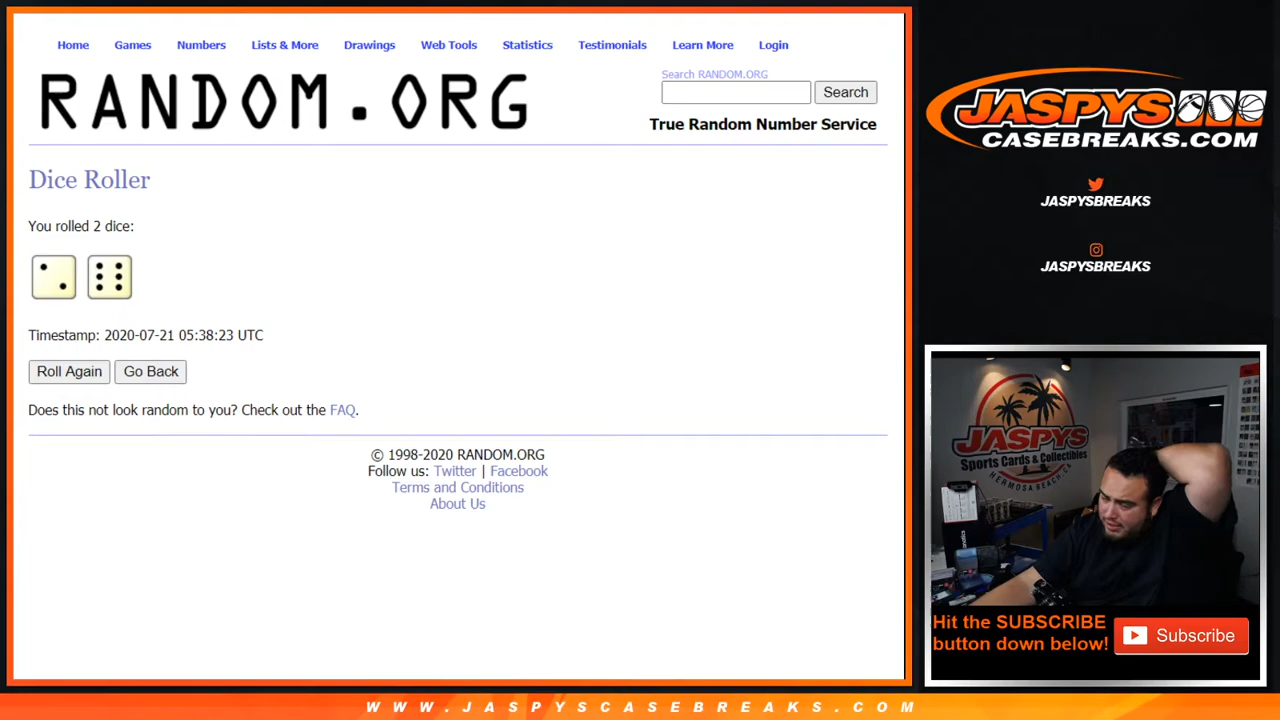 Home Games Numbers Lists & More Drawings Web Tools Statistics Testimonials Learn More Login
RANDOM.ORG
Search RANDOM.ORG
Search
True Random Number Service
Dice Roller
You rolled 2 dice:
Timestamp: 2020-07-21 05:38:23 UTC
Roll Again Go Back
Does this not look random to you? Check out the FAQ.
© 1998-2020 RANDOM.ORG
Follow us: Twitter | Facebook
Terms and Conditions
About Us
JASPYS
CASEBREAKS.COM
JASPYSBREAKS
JASPYSBREAKS
JASPYS
Sports Cards & Collectibles
HERMOSA BEACH, CA
Hit the SUBSCRIBE
button down below!
Subscribe
WWW.JASPYSCASEBREAKS.COM